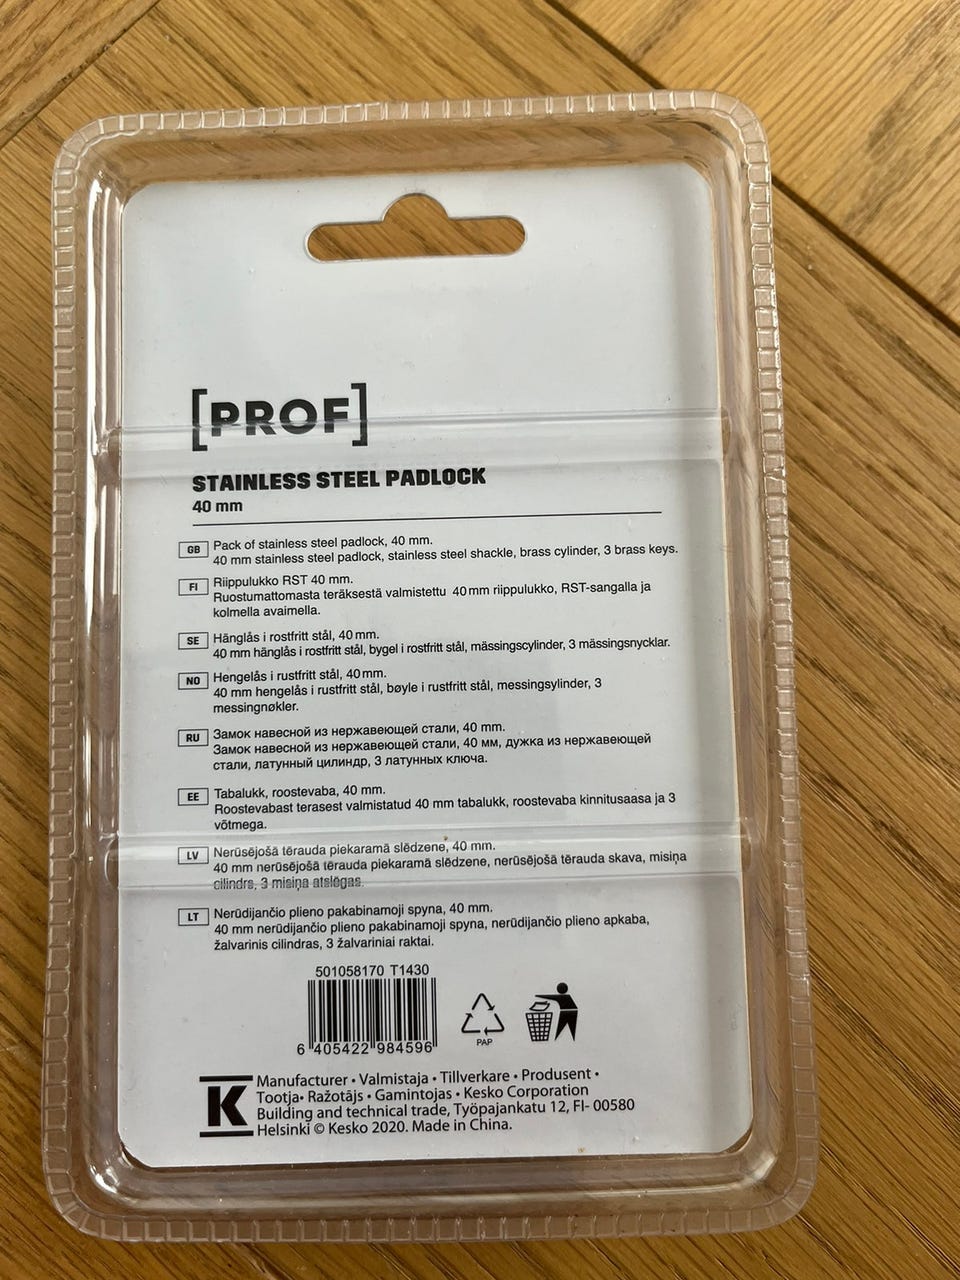 [PROF]
STAINLESS STEEL PADLOCK
40 mm
GB Pack of stainless steel padlock, 40 mm.
40 mm stainless steel padlock, stainless steel shackle, brass cylinder, 3 brass keys.
FI Riippulukko RST 40 mm.
Ruostumattomasta teräksestä valmistettu 40 mm riippulukko, RST-sangalla ja
kolmella avaimella.
SE Hänglås i rostfritt stål, 40 mm.
40 mm hänglås i rostfritt stål, bygel i rostfritt stål, mässingscylinder, 3 mässingsnycklar.
NO Hengelås i rustfritt stål, 40 mm.
40 mm hengelås i rustfritt stål, bøyle i rustfritt stål, messingsylinder, 3
messingnøkler.
RU Замок навесной из нержавеющей стали, 40 mm.
Замок навесной из нержавеющей стали, 40 мм, дужка из нержавеющей
стали, латунный цилиндр, 3 латунных ключа.
EE Tabalukk, roostevaba, 40 mm.
Roostevabast terasest valmistatud 40 mm tabalukk, roostevaba kinnitusaasa ja 3
võtmega.
LV Nerūsējošā tērauda piekaramā slēdzene, 40 mm.
40 mm nerūsējošā tērauda piekaramā slēdzene, nerūsējošā tērauda skava, misiņa
cilindrs, 3 misiņa atslēgas.
LT Nerūdijančio plieno pakabinamoji spyna, 40 mm.
40 mm nerūdijančio plieno pakabinamoji spyna, nerūdijančio plieno apkaba,
žalvarinis cilindras, 3 žalvariniai raktai.
501058170 T1430
6 405422 984596
PAP
K
Manufacturer • Valmistaja • Tillverkare • Produsent •
Tootja• Ražotājs • Gamintojas • Kesko Corporation
Building and technical trade, Työpajankatu 12, FI- 00580
Helsinki © Kesko 2020. Made in China.